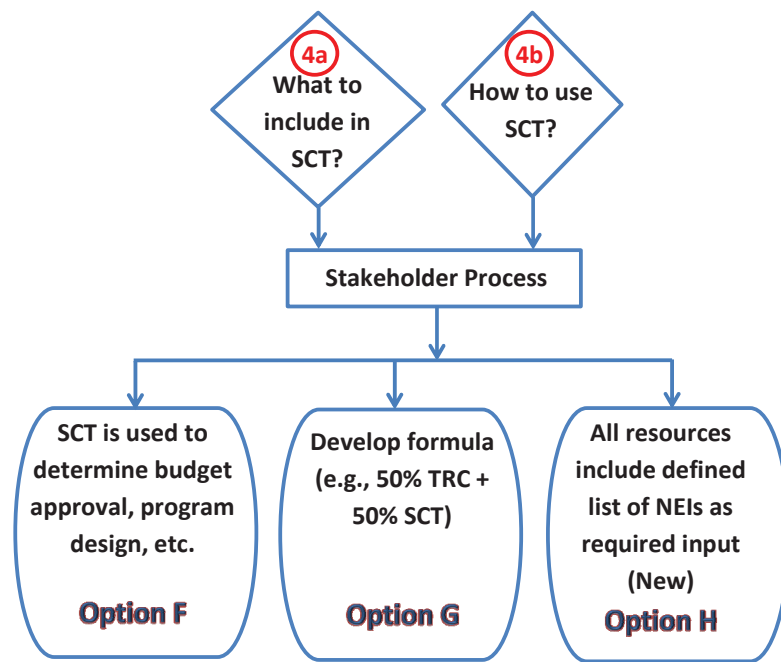 4a
What to
include in
SCT?
4b
How to use
SCT?
Stakeholder Process
SCT is used to
determine budget
approval, program
design, etc.
Option F
Develop formula
(e.g., 50% TRC +
50% SCT)
Option G
All resources
include defined
list of NEIs as
required input
(New)
Option H